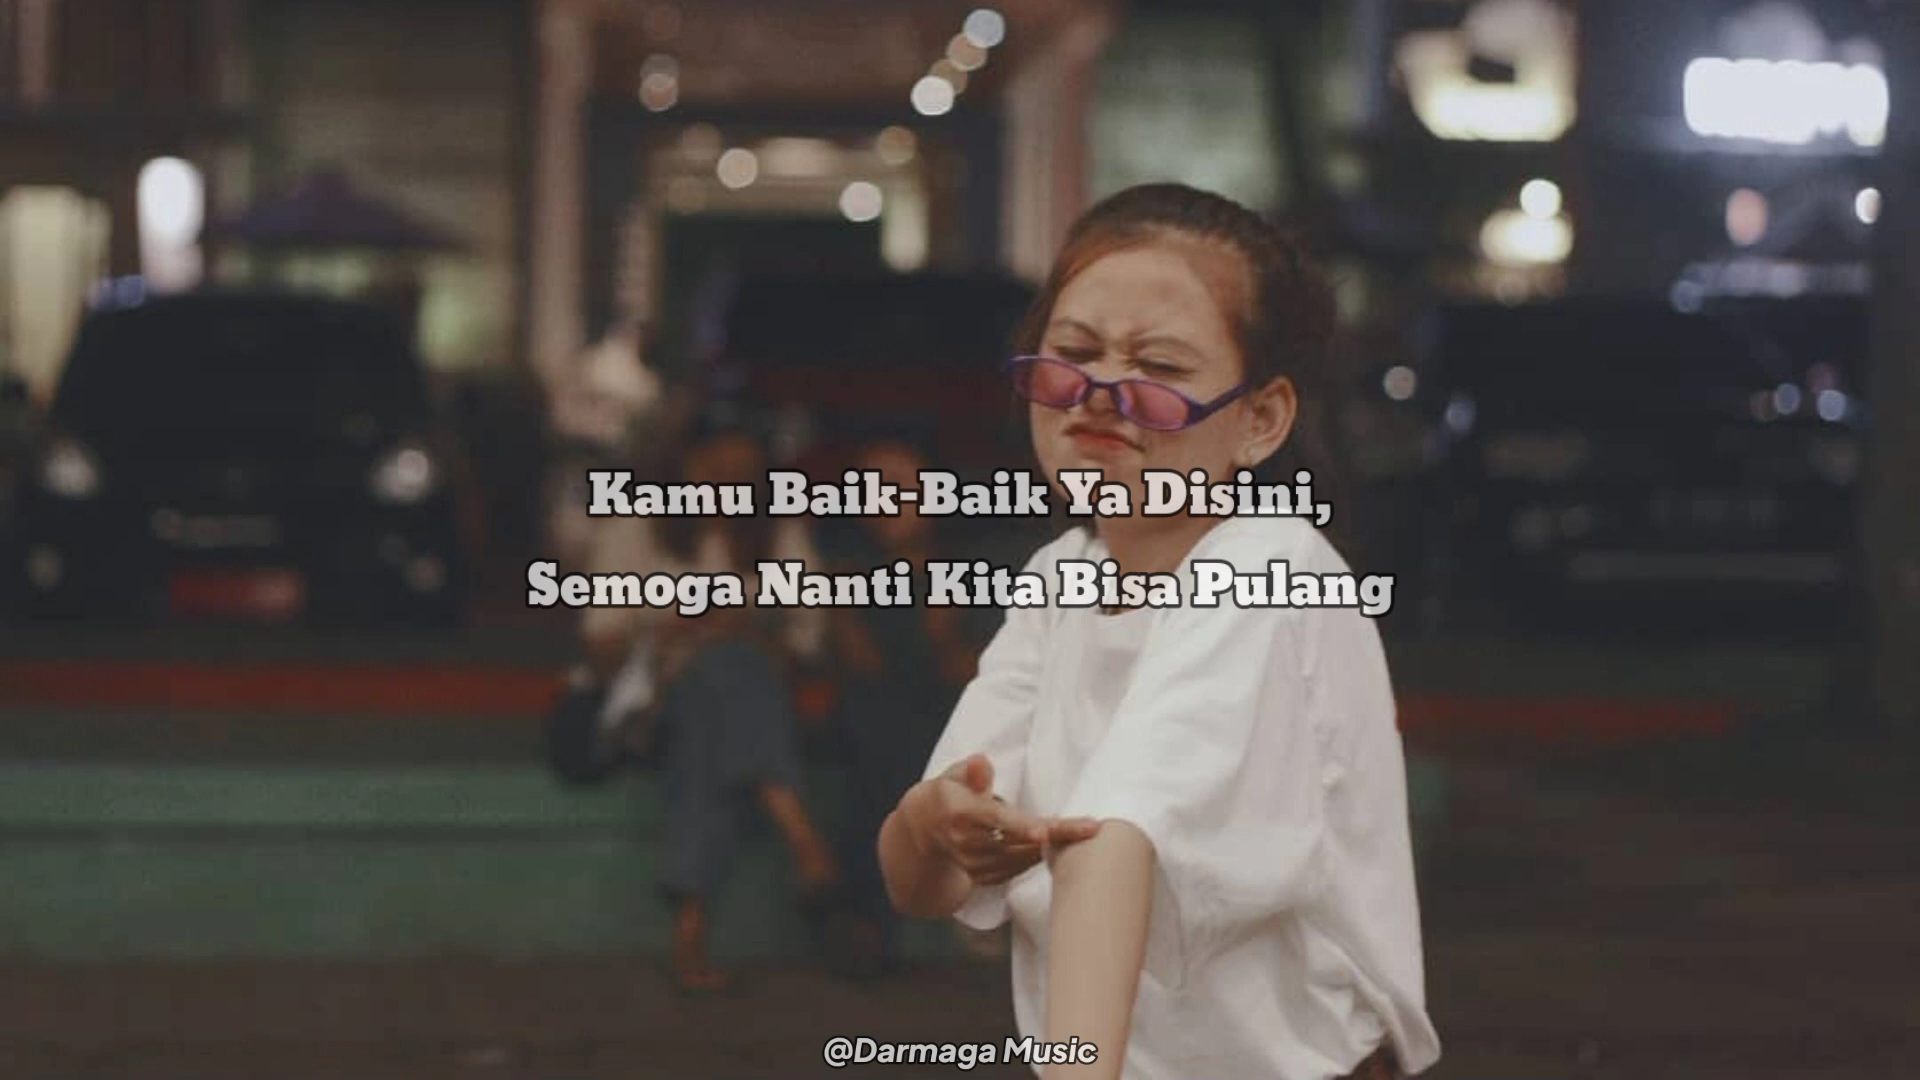 Kamu Baik-Baik Ya Disini,
Semoga Nanti Kita Bisa Pulang
@Darmaga Music